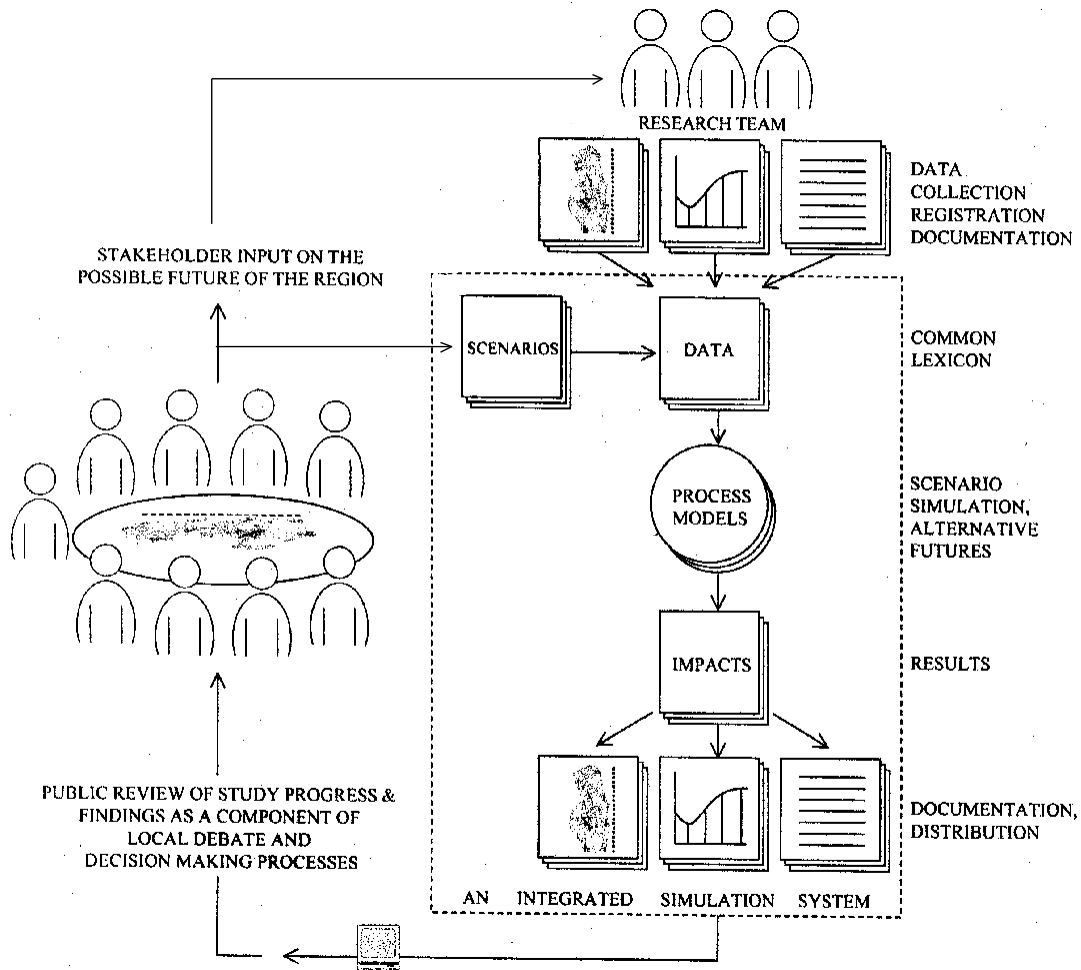 RESEARCH TEAM
DATA
COLLECTION
REGISTRATION
DOCUMENTATION
STAKEHOLDER INPUT ON THE
POSSIBLE FUTURE OF THE REGION
SCENARIOS
DATA
COMMON
LEXICON
PROCESS
MODELS
SCENARIO
SIMULATION,
ALTERNATIVE
FUTURES
IMPACTS
RESULTS
PUBLIC REVIEW OF STUDY PROGRESS &
FINDINGS AS A COMPONENT OF
LOCAL DEBATE AND
DECISION MAKING PROCESSES
DOCUMENTATION,
DISTRIBUTION
AN INTEGRATED SIMULATION SYSTEM